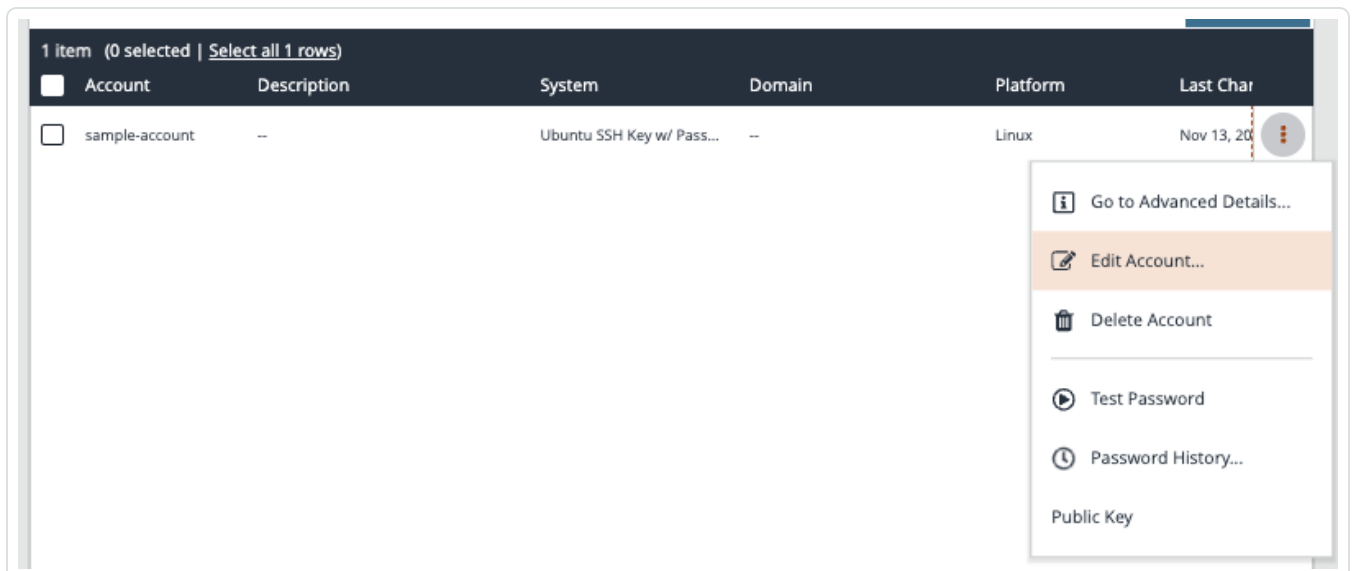 1 item (0 selected | Select all 1 rows)
Account Description System Domain Platform Last Char
sample-account -- Ubuntu SSH Key w/ Pass... -- Linux Nov 13, 20
Go to Advanced Details...
Edit Account...
Delete Account
Test Password
Password History...
Public Key